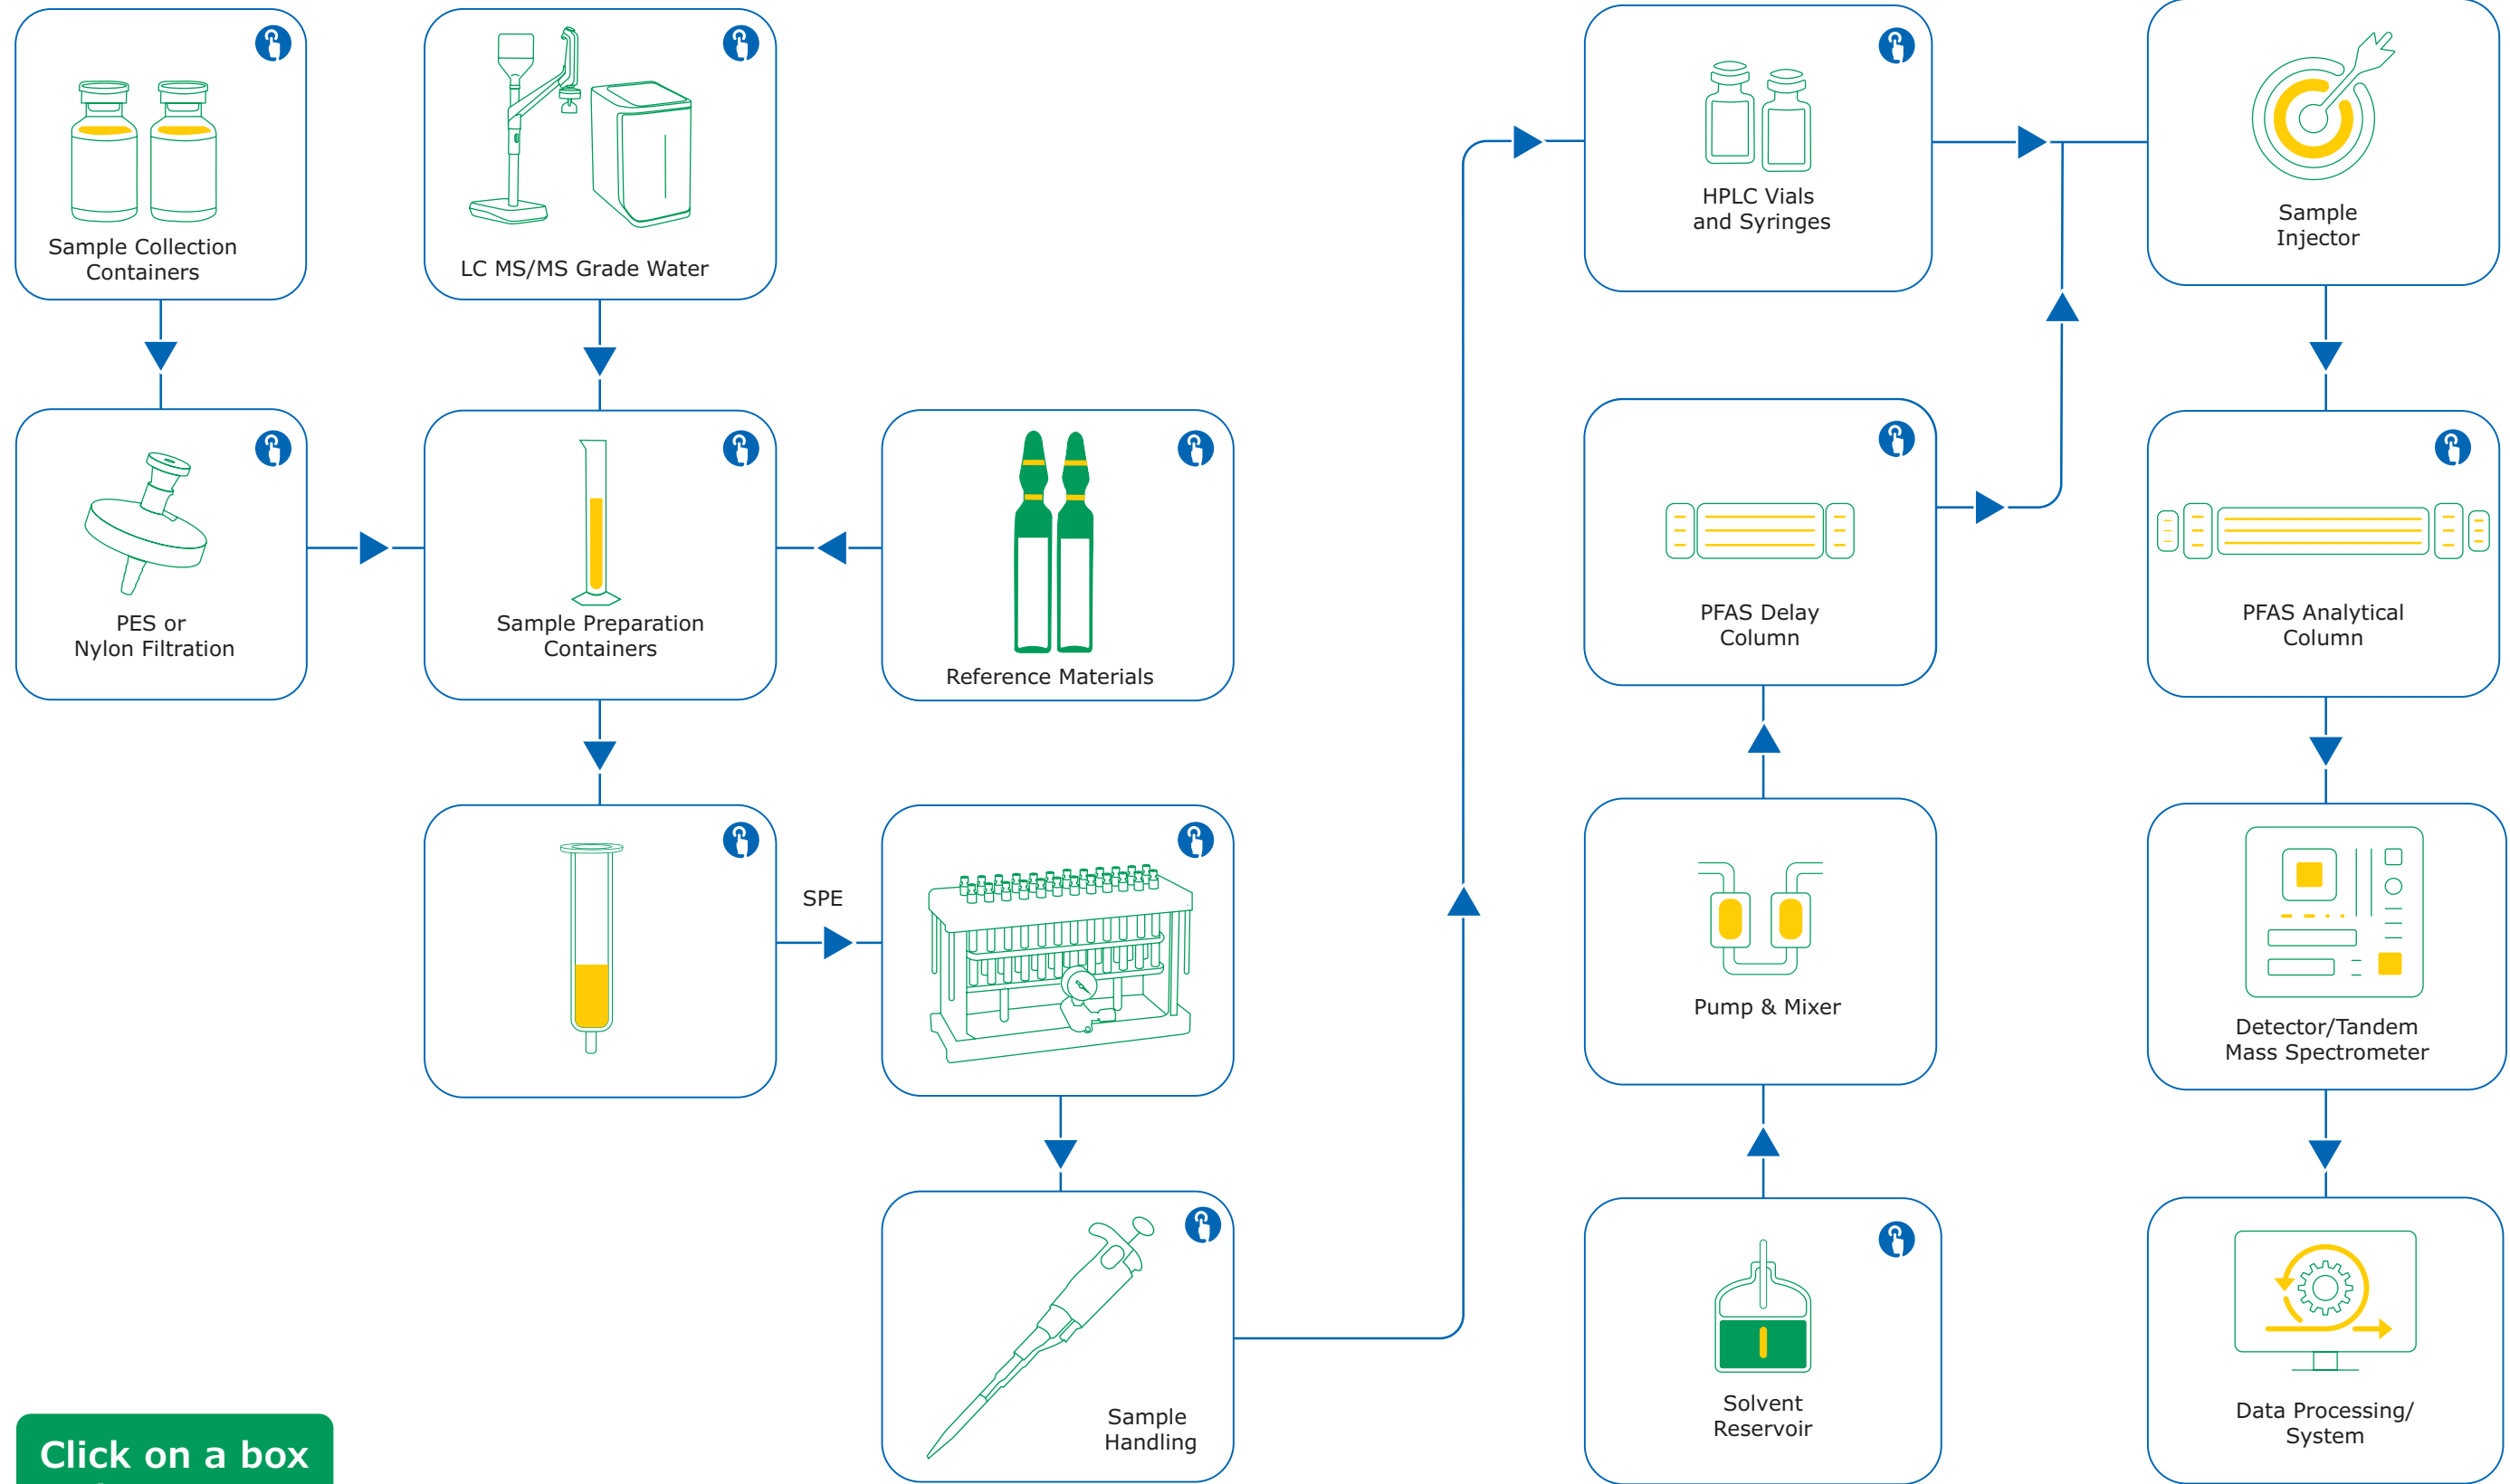 Sample Collection
Containers
LC MS/MS Grade Water
PES or
Nylon Filtration
Sample Preparation
Containers
Reference Materials
SPE
Sample
Handling
HPLC Vials
and Syringes
PFAS Delay
Column
Pump & Mixer
Solvent
Reservoir
Sample
Injector
PFAS Analytical
Column
Detector/Tandem
Mass Spectrometer
Data Processing/
System
Click on a box